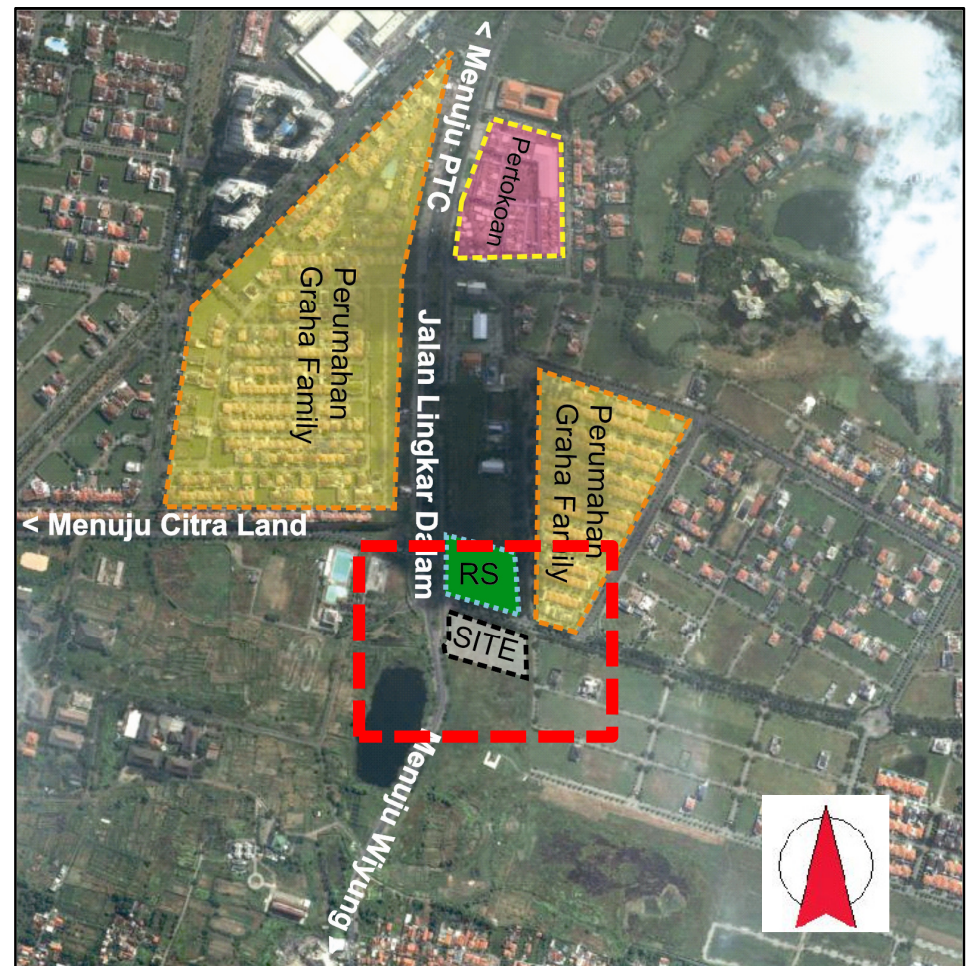 < Menuju PTC
Pertokoan
Perumahan
Graha Family
Jalan Lingkar Dalam
Perumahan
Graha Family
< Menuju Citra Land
RS
SITE
Menuju Wiyung